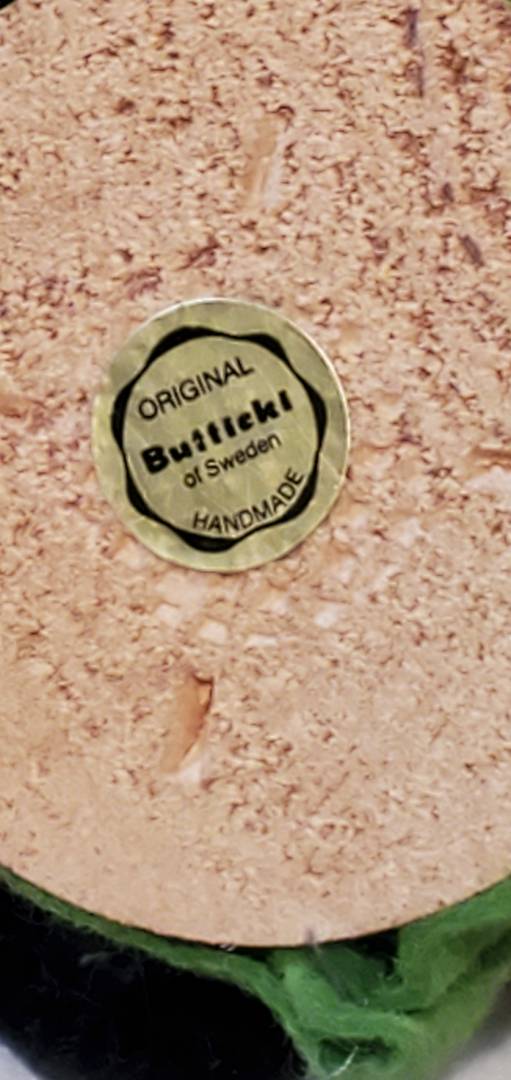 ORIGINAL
Butticki
of Sweden
HANDMADE